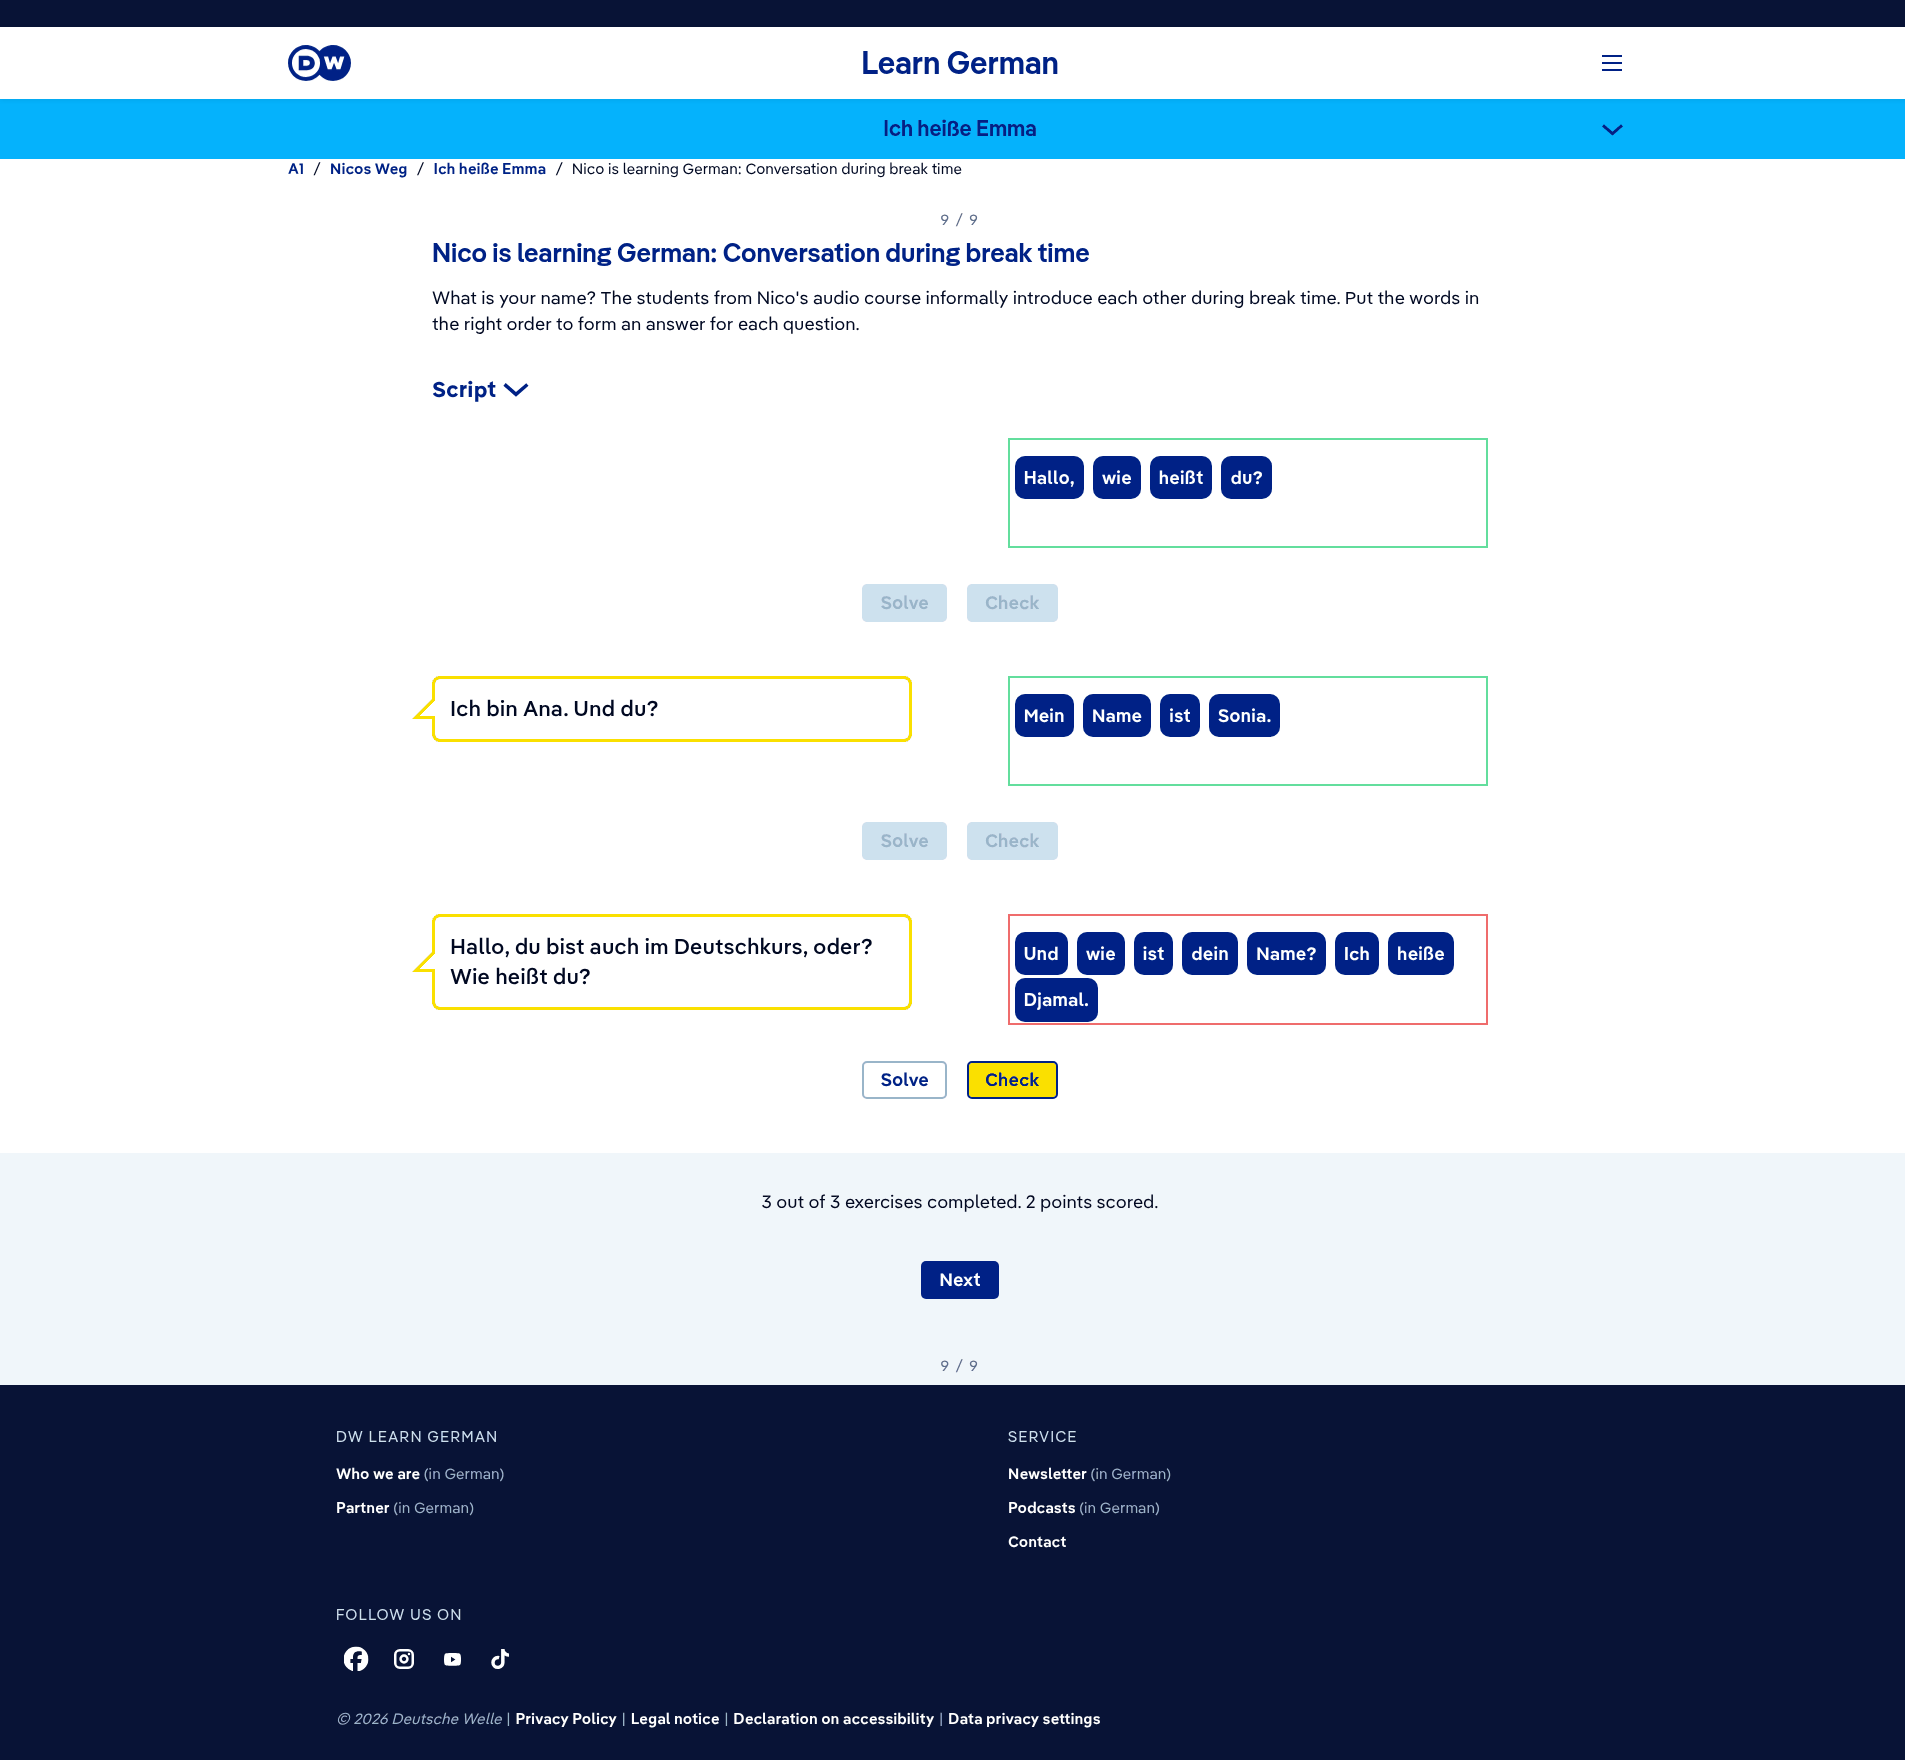 DW
Learn German
Ich heiße Emma
A1 / Nicos Weg / Ich heiße Emma / Nico is learning German: Conversation during break time
9 / 9
Nico is learning German: Conversation during break time
What is your name? The students from Nico's audio course informally introduce each other during break time. Put the words in
the right order to form an answer for each question.
Script
Hallo, wie heißt du?
Solve Check
Ich bin Ana. Und du?
Mein Name ist Sonia.
Solve Check
Hallo, du bist auch im Deutschkurs, oder?
Wie heißt du?
Und wie ist dein Name? Ich heiße
Djamal.
Solve Check
3 out of 3 exercises completed. 2 points scored.
Next
9 / 9
DW LEARN GERMAN
Who we are (in German)
Partner (in German)
SERVICE
Newsletter (in German)
Podcasts (in German)
Contact
FOLLOW US ON
© 2026 Deutsche Welle | Privacy Policy | Legal notice | Declaration on accessibility | Data privacy settings